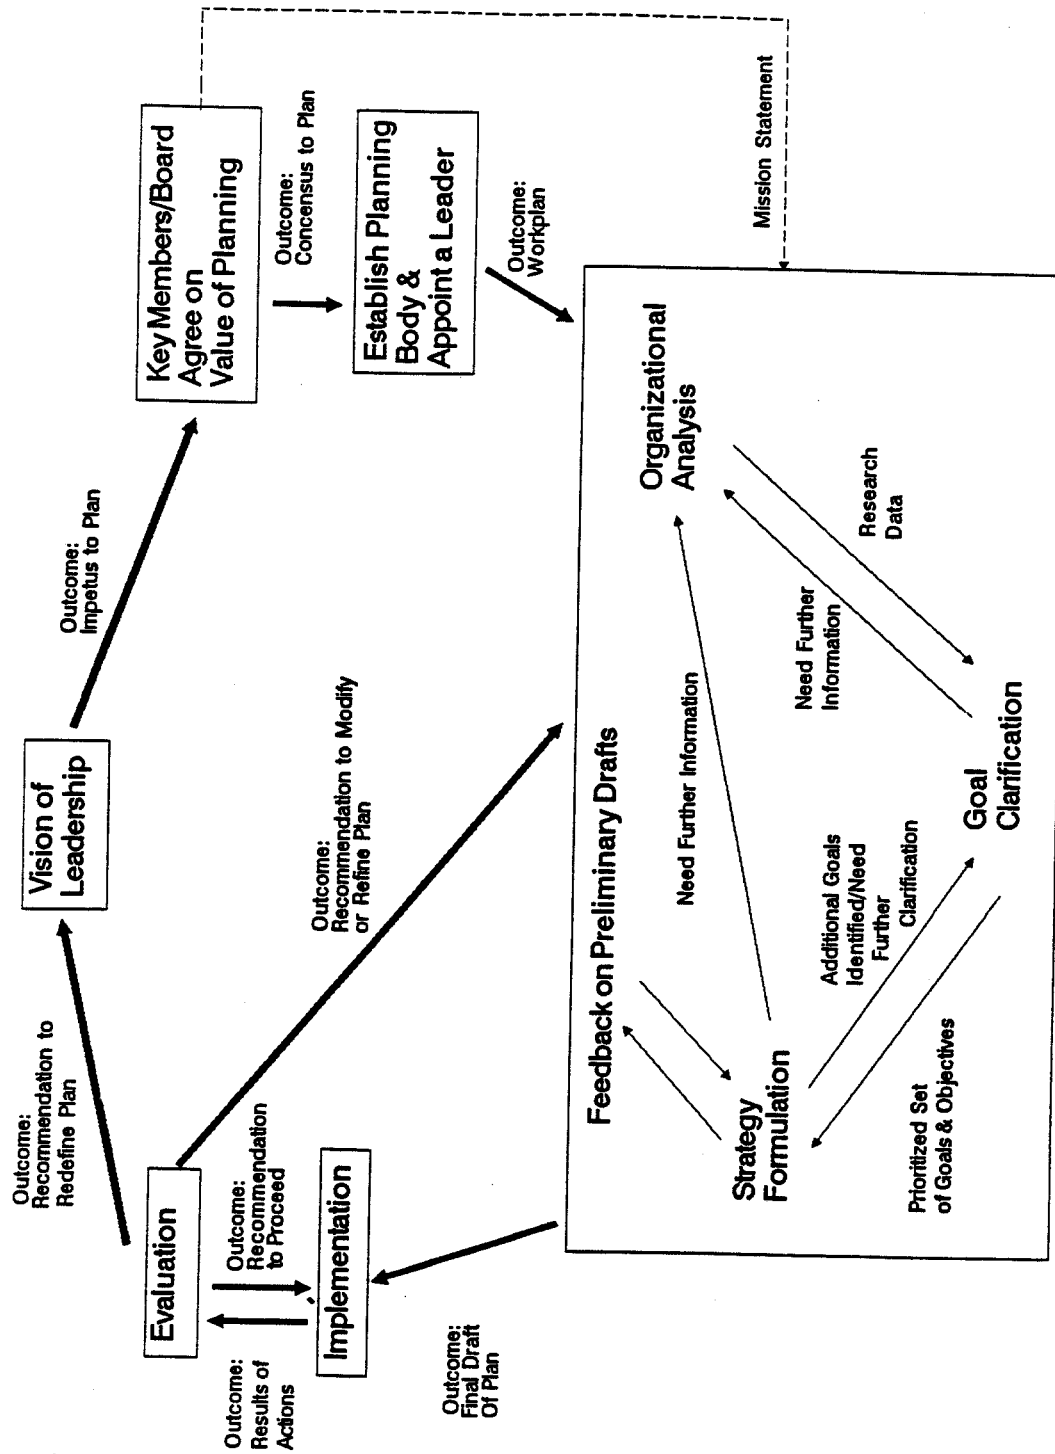 Outcome:
Recommendation to
Redefine Plan
Vision of
Leadership
Outcome:
Impetus to Plan
Key Members/Board
Agree on
Value of Planning
Evaluation
Outcome:
Recommendation
to Proceed
Outcome:
Results of
Actions
Implementation
Outcome:
Recommendation to Modify
or Refine Plan
Outcome:
Concensus to Plan
Establish Planning
Body &
Appoint a Leader
Outcome:
Workplan
Outcome:
Final Draft
Of Plan
Mission Statement
Feedback on Preliminary Drafts
Organizational
Analysis
Need Further Information
Strategy
Formulation
Additional Goals
Identified/Need
Further
Clarification
Need Further
Information
Research
Data
Prioritized Set
of Goals & Objectives
Goal
Clarification